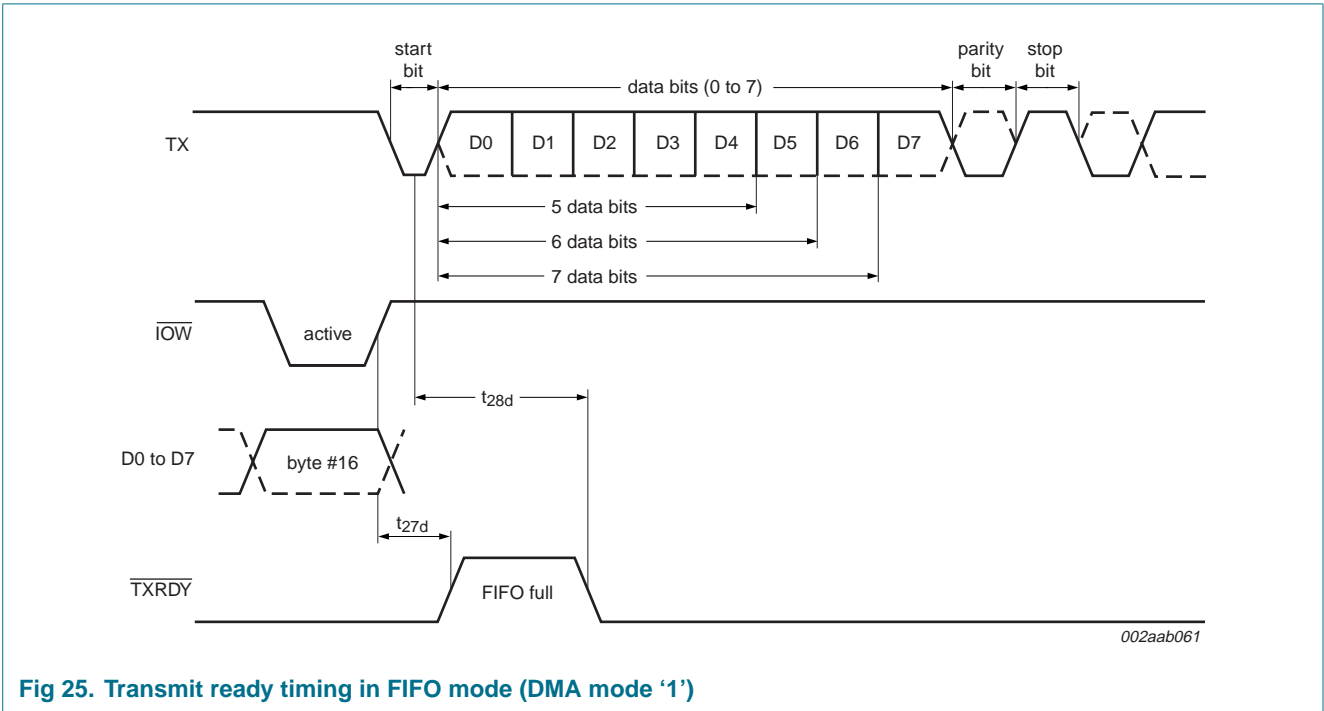 start
bit
data bits (0 to 7)
parity
bit
stop
bit
TX
D0 D1 D2 D3 D4 D5 D6 D7
5 data bits
6 data bits
7 data bits
IOW
active
t28d
D0 to D7
byte #16
t27d
TXRDY
FIFO full
002aab061
Fig 25. Transmit ready timing in FIFO mode (DMA mode ‘1’)